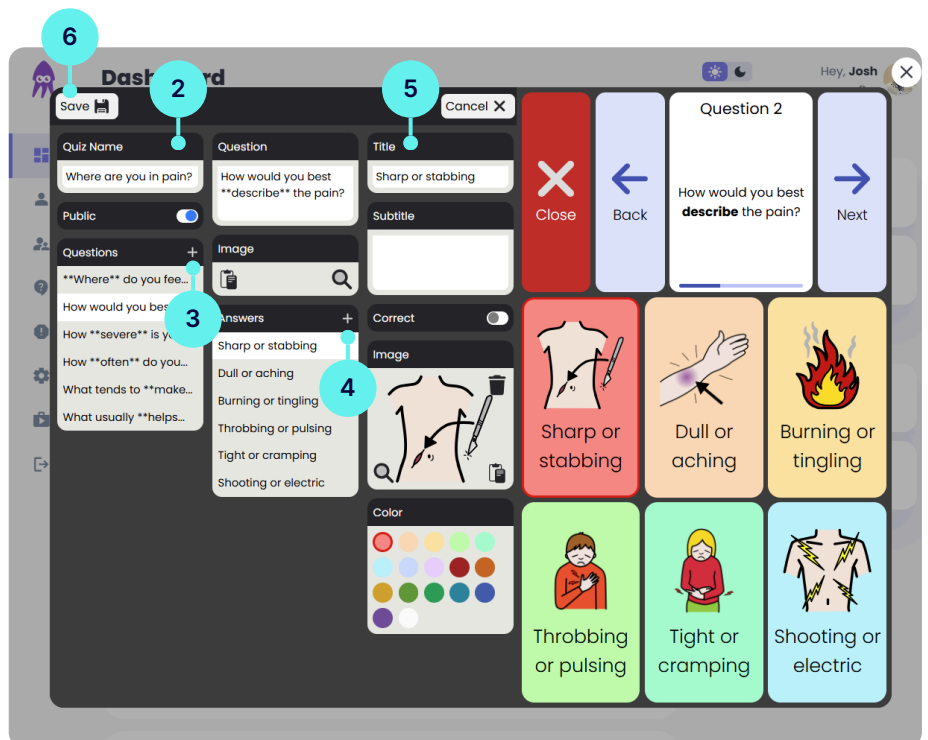 6
Dashboard
Hey, Josh
Save
2
5
Cancel
Quiz Name
Where are you in pain?
Public
Questions
**Where** do you fee...
How would you bes
How **severe** is y
How **often** do you...
What tends to **make...
What usually **helps...
3
Question
How would you best
**describe** the pain?
Image
Answers
Sharp or stabbing
Dull or aching
Burning or tingling
Throbbing or pulsing
Tight or cramping
Shooting or electric
4
Title
Sharp or stabbing
Subtitle
Correct
Image
Color
Close
Back
Question 2
How would you best
describe the pain?
Next
Sharp or
stabbing
Dull or
aching
Burning or
tingling
Throbbing
or pulsing
Tight or
cramping
Shooting or
electric